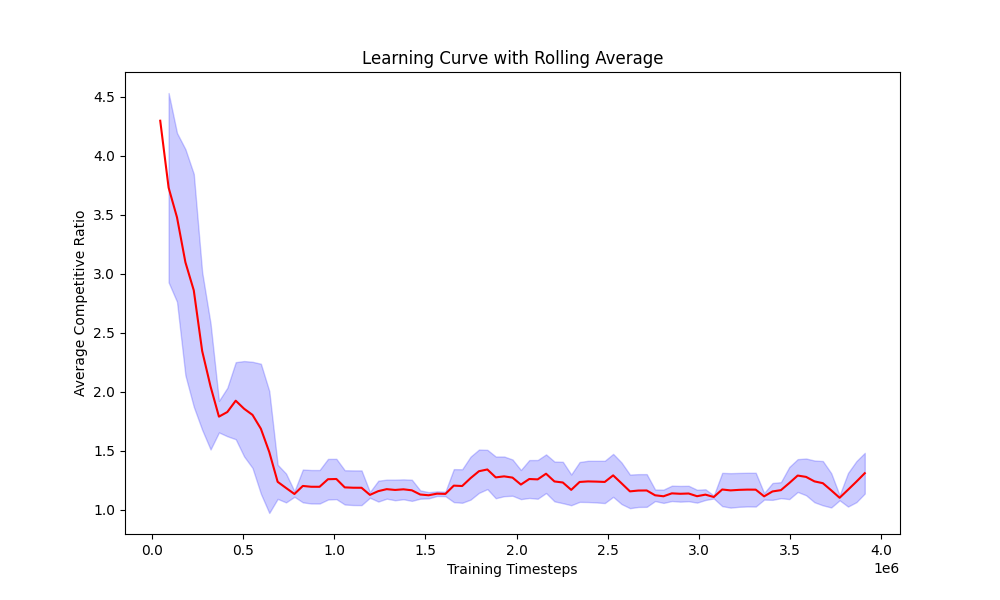 Learning Curve with Rolling Average
Average Competitive Ratio
4.5
4.0
3.5
3.0
2.5
2.0
1.5
1.0
0.0 0.5 1.0 1.5 2.0 2.5 3.0 3.5 4.0
1e6
Training Timesteps